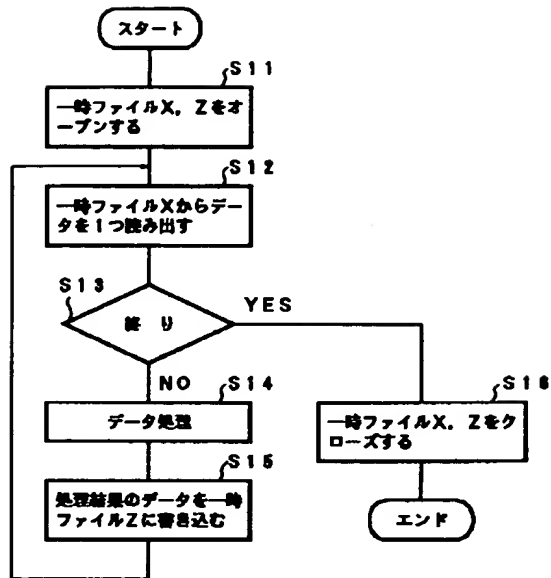 スタート
S11
一時ファイルX，Zをオ
ープンする
S12
一時ファイルXからデー
タを1つ読み出す
S13
終り
YES
NO
S14
データ処理
S15
処理結果のデータを一時
ファイルZに書き込む
S16
一時ファイルX，Zをク
ローズする
エンド